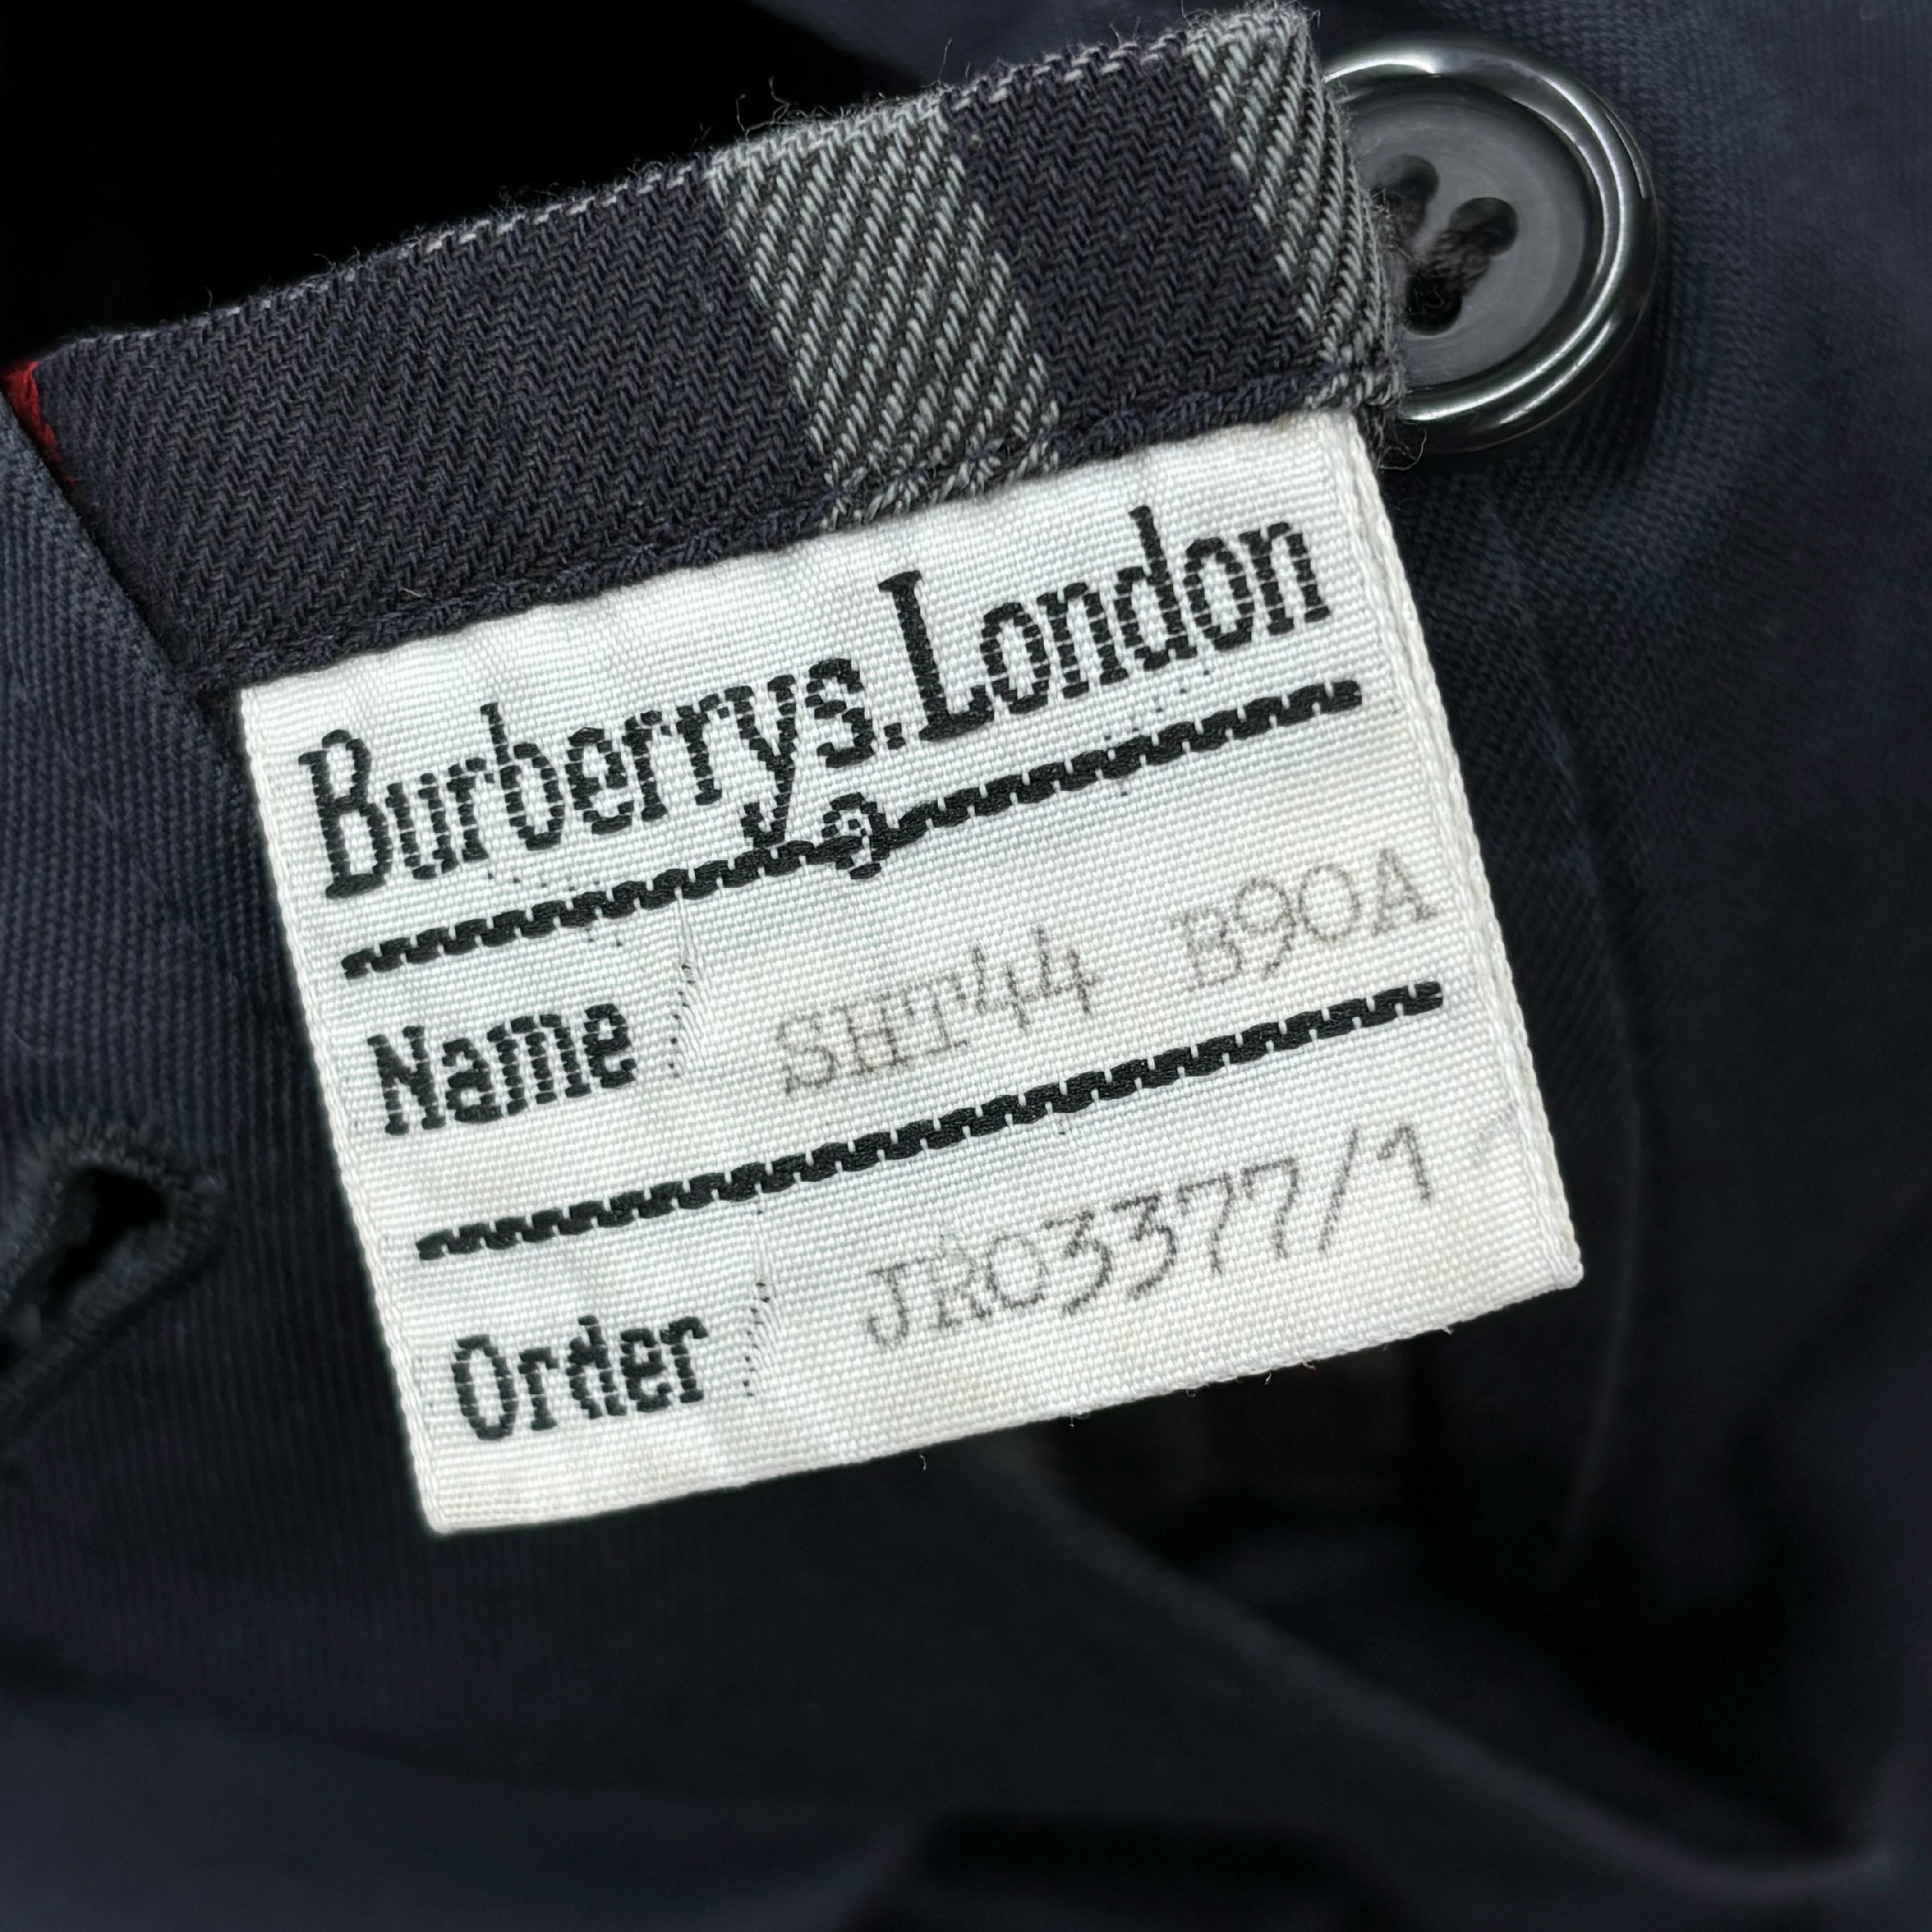 Burberrys.London
Name SHT44 B90A
Order JR03377/1